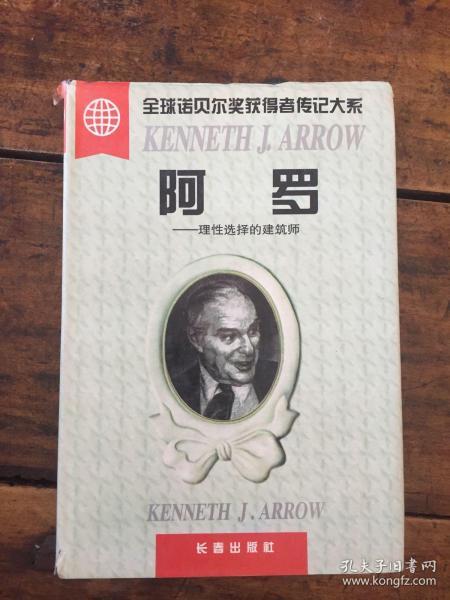 全球诺贝尔奖获得者传记大系
KENNETH J. ARROW
阿罗
——理性选择的建筑师
KENNETH J. ARROW
长春出版社
孔夫子旧书网
www.kongfz.com